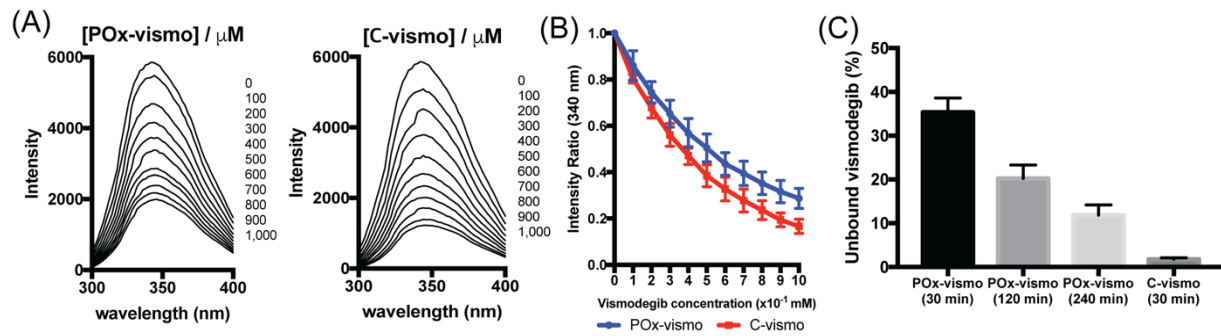 (A)
[POx-vismo] / μM
6000
4000
2000
0
Intensity
300
350
400
wavelength (nm)
0
100
200
300
400
500
600
700
800
900
1,000
[C-vismo] / μM
6000
4000
2000
0
Intensity
300
350
400
wavelength (nm)
0
100
200
300
400
500
600
700
800
900
1,000
(B)
1.0
0.8
0.6
0.4
0.2
0.0
Intensity Ratio (340 nm)
0 1 2 3 4 5 6 7 8 9 10
Vismodegib concentration (x10⁻¹ mM)
POx-vismo C-vismo
(C)
50
40
30
20
10
0
Unbound vismodegib (%)
POx-vismo (30 min)
POx-vismo (120 min)
POx-vismo (240 min)
C-vismo (30 min)